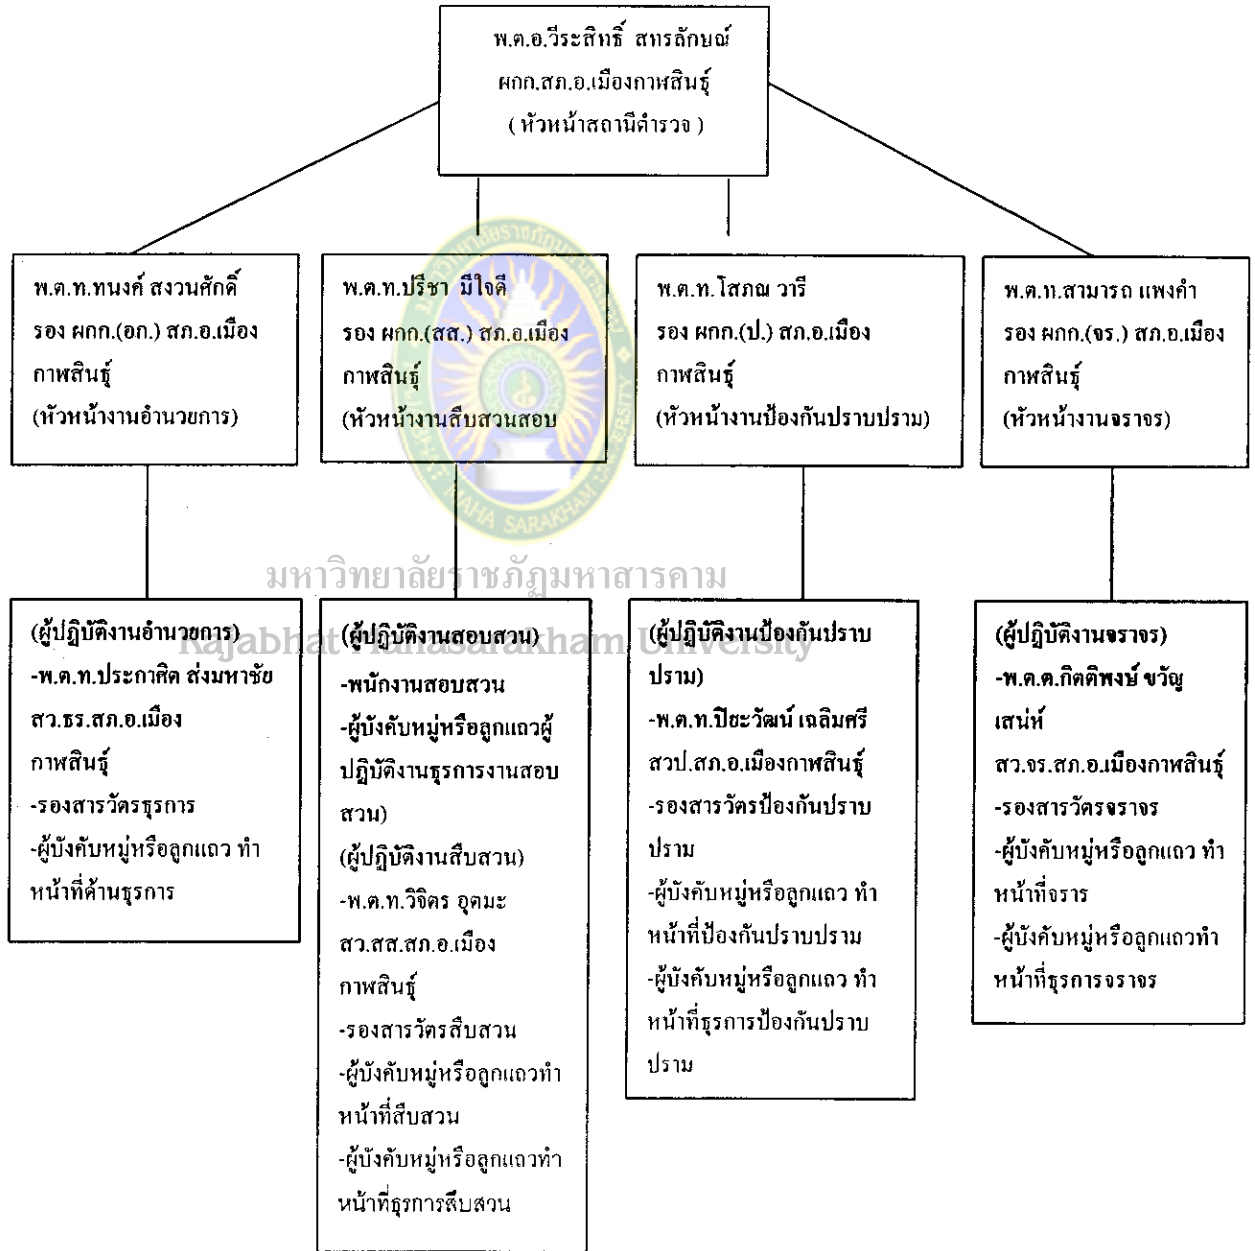 พ.ต.อ.วีระสิทธิ์ สทรลักษณ์
ผกก.สภ.อ.เมืองกาฬสินธุ์
( หัวหน้าสถานีตำรวจ )
พ.ต.ท.ทนงค์ สงวนศักดิ์
รอง ผกก.(อก.) สภ.อ.เมือง
กาฬสินธุ์
(หัวหน้างานอำนวยการ)
พ.ต.ท.ปรีชา มีใจดี
รอง ผกก.(สส.) สภ.อ.เมือง
กาฬสินธุ์
(หัวหน้างานสืบสวนสอบ
พ.ต.ท.โสภณ วารี
รอง ผกก.(ป.) สภ.อ.เมือง
กาฬสินธุ์
(หัวหน้างานป้องกันปราบปราม)
พ.ต.ท.สามารถ แพงคำ
รอง ผกก.(จร.) สภ.อ.เมือง
กาฬสินธุ์
(หัวหน้างานจราจร)
มหาวิทยาลัยราชภัฏมหาสารคาม
Rajabhat Mahasarakham University
(ผู้ปฏิบัติงานอำนวยการ)
-พ.ต.ท.ประกาศิต ส่งมหาชัย
สว.ธร.สภ.อ.เมือง
กาฬสินธุ์
-รองสารวัตรธุรการ
-ผู้บังคับหมู่หรือลูกแถว ทำ
หน้าที่ด้านธุรการ
(ผู้ปฏิบัติงานสอบสวน)
-พนักงานสอบสวน
-ผู้บังคับหมู่หรือลูกแถวผู้
ปฏิบัติงานธุรการงานสอบ
สวน)
(ผู้ปฏิบัติงานสืบสวน)
-พ.ต.ท.วิจิตร อุตมะ
สว.สส.สภ.อ.เมือง
กาฬสินธุ์
-รองสารวัตรสืบสวน
-ผู้บังคับหมู่หรือลูกแถวทำ
หน้าที่สืบสวน
-ผู้บังคับหมู่หรือลูกแถวทำ
หน้าที่ธุรการสืบสวน
(ผู้ปฏิบัติงานป้องกันปราบ
ปราม)
-พ.ต.ท.ปิยะวัฒน์ เฉลิมศรี
สวป.สภ.อ.เมืองกาฬสินธุ์
-รองสารวัตรป้องกันปราบ
ปราม
-ผู้บังคับหมู่หรือลูกแถว ทำ
หน้าที่ป้องกันปราบปราม
-ผู้บังคับหมู่หรือลูกแถว ทำ
หน้าที่ธุรการป้องกันปราบ
ปราม
(ผู้ปฏิบัติงานจราจร)
-พ.ต.ต.กิตติพงษ์ ขวัญ
เสน่ห์
สว.จร.สภ.อ.เมืองกาฬสินธุ์
-รองสารวัตรจราจร
-ผู้บังคับหมู่หรือลูกแถว ทำ
หน้าที่จราร
-ผู้บังคับหมู่หรือลูกแถวทำ
หน้าที่ธุรการจราจร